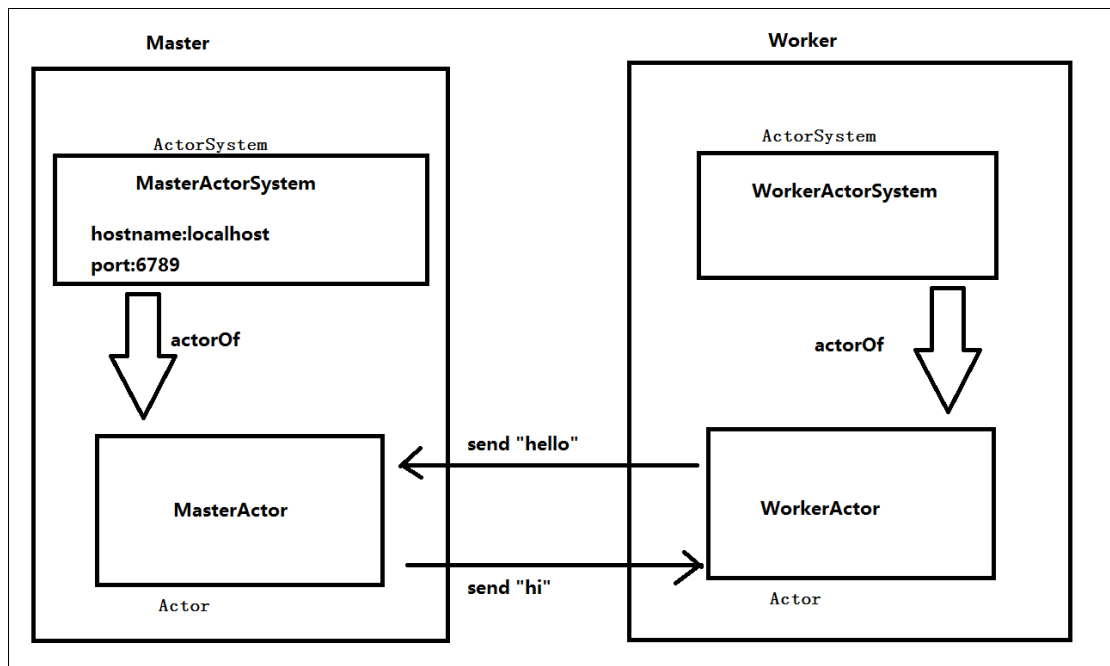 Master
Worker
ActorSystem
MasterActorSystem
hostname:localhost
port:6789
actorOf
MasterActor
Actor
send "hello"
send "hi"
ActorSystem
WorkerActorSystem
actorOf
WorkerActor
Actor